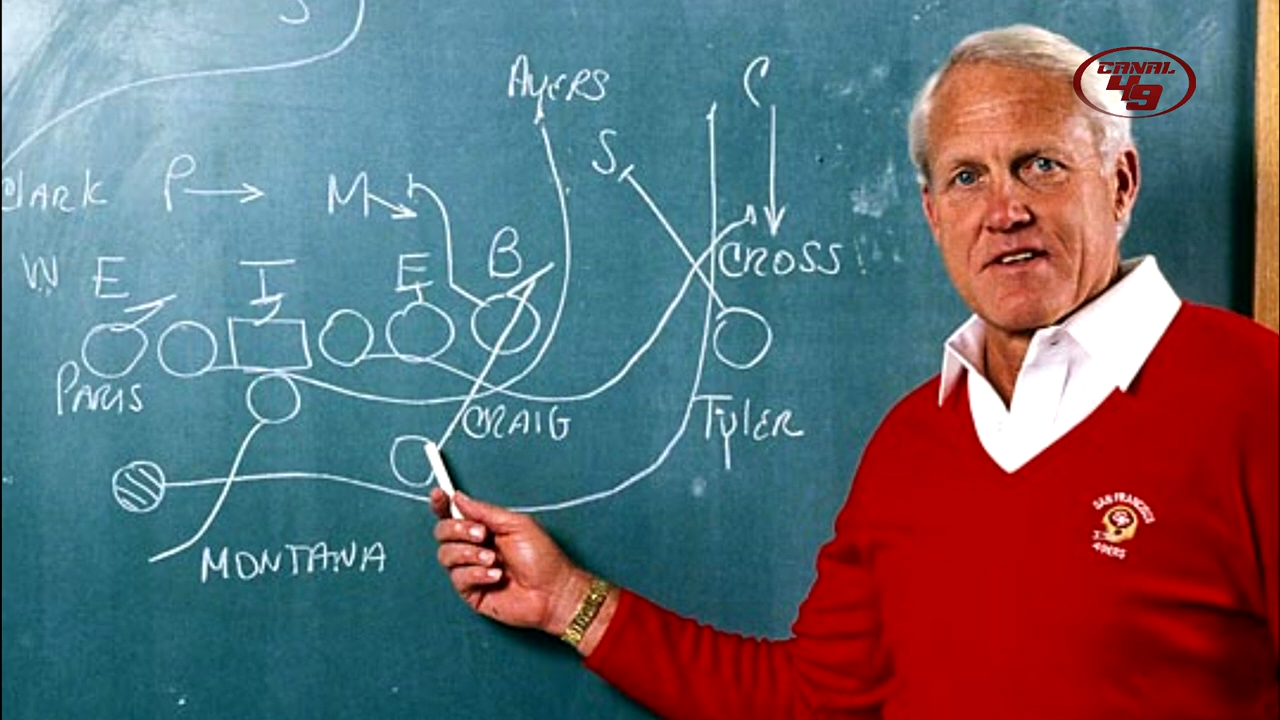 S
CANAL
49
AYERS
C
S
CLARK
P
M
W
E
T
E
B
CROSS!
PARIS
CRAIG
TYLER
MONTANA
SAN FRANCISCO
49ERS